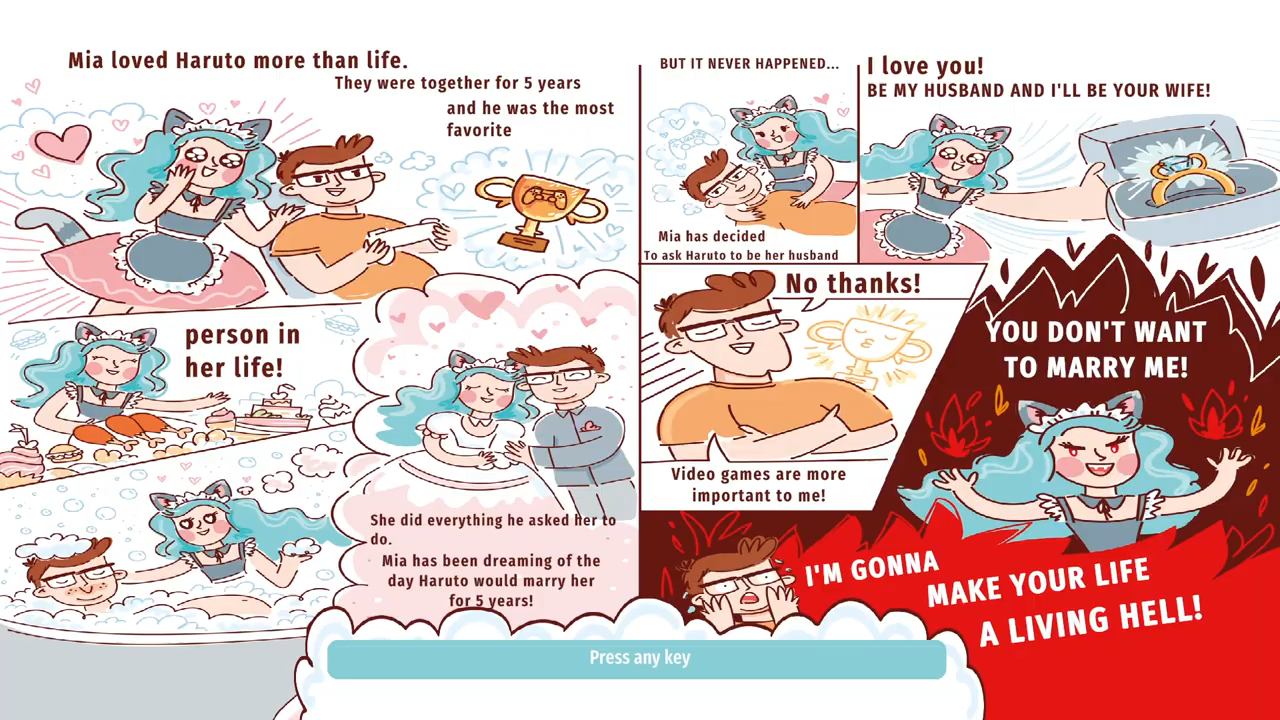 Mia loved Haruto more than life.
They were together for 5 years
and he was the most
favorite
person in
her life!
She did everything he asked her to
do.
Mia has been dreaming of the
day Haruto would marry her
for 5 years!
BUT IT NEVER HAPPENED...
Mia has decided
To ask Haruto to be her husband
I love you!
BE MY HUSBAND AND I'LL BE YOUR WIFE!
No thanks!
Video games are more
important to me!
YOU DON'T WANT
TO MARRY ME!
I'M GONNA
MAKE YOUR LIFE
A LIVING HELL!
Press any key